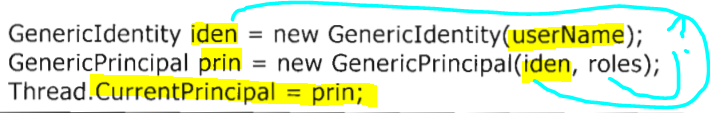 GenericIdentity iden = new GenericIdentity(userName);
GenericPrincipal prin = new GenericPrincipal(iden, roles);
Thread.CurrentPrincipal = prin;